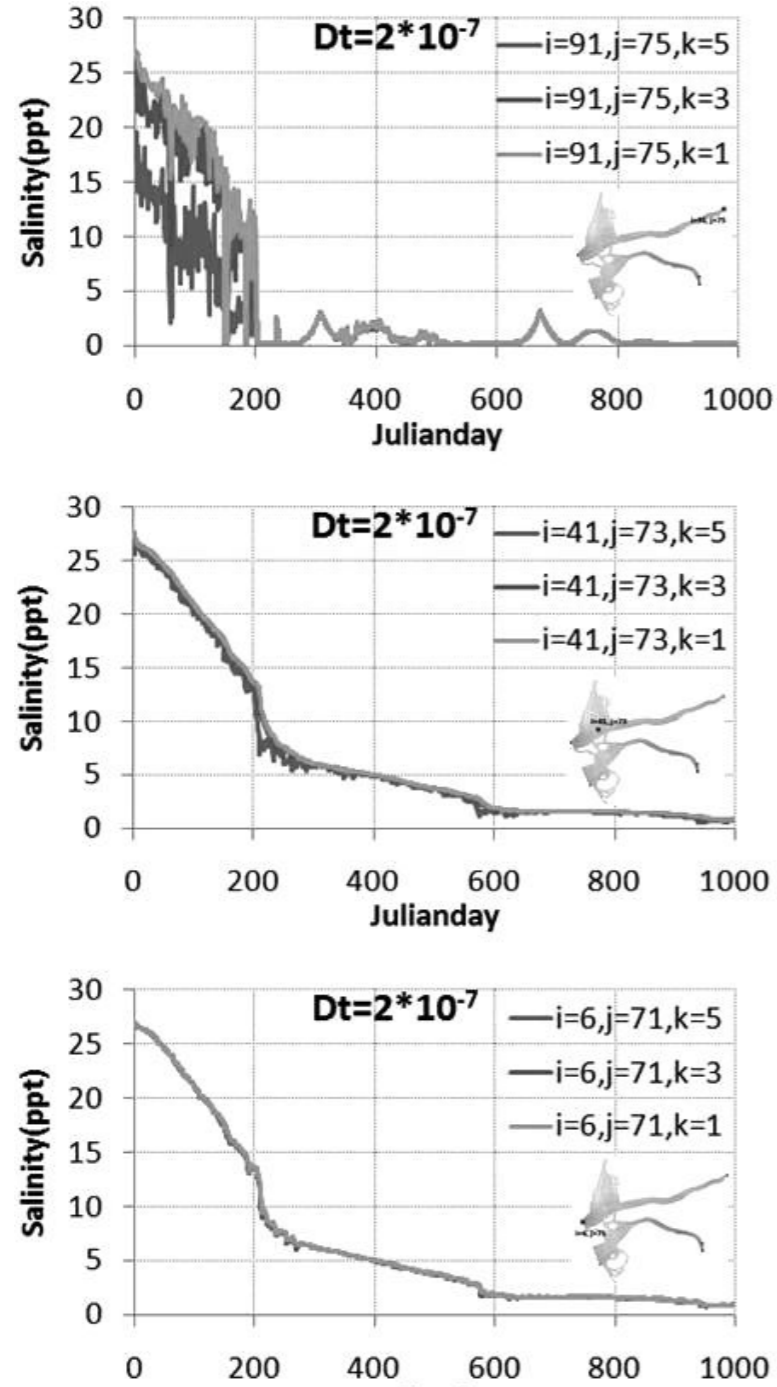 30
Dt=2*10-7
i=91,j=75,k=5
25
i=91,j=75,k=3
20
i=91,j=75,k=1
15
10
5
0
Salinity(ppt)
0 200 400 600 800 1000
Julianday
30
Dt=2*10-7
i=41,j=73,k=5
25
i=41,j=73,k=3
20
i=41,j=73,k=1
15
10
5
0
Salinity(ppt)
0 200 400 600 800 1000
Julianday
30
Dt=2*10-7
i=6,j=71,k=5
25
i=6,j=71,k=3
20
i=6,j=71,k=1
15
10
5
0
Salinity(ppt)
0 200 400 600 800 1000